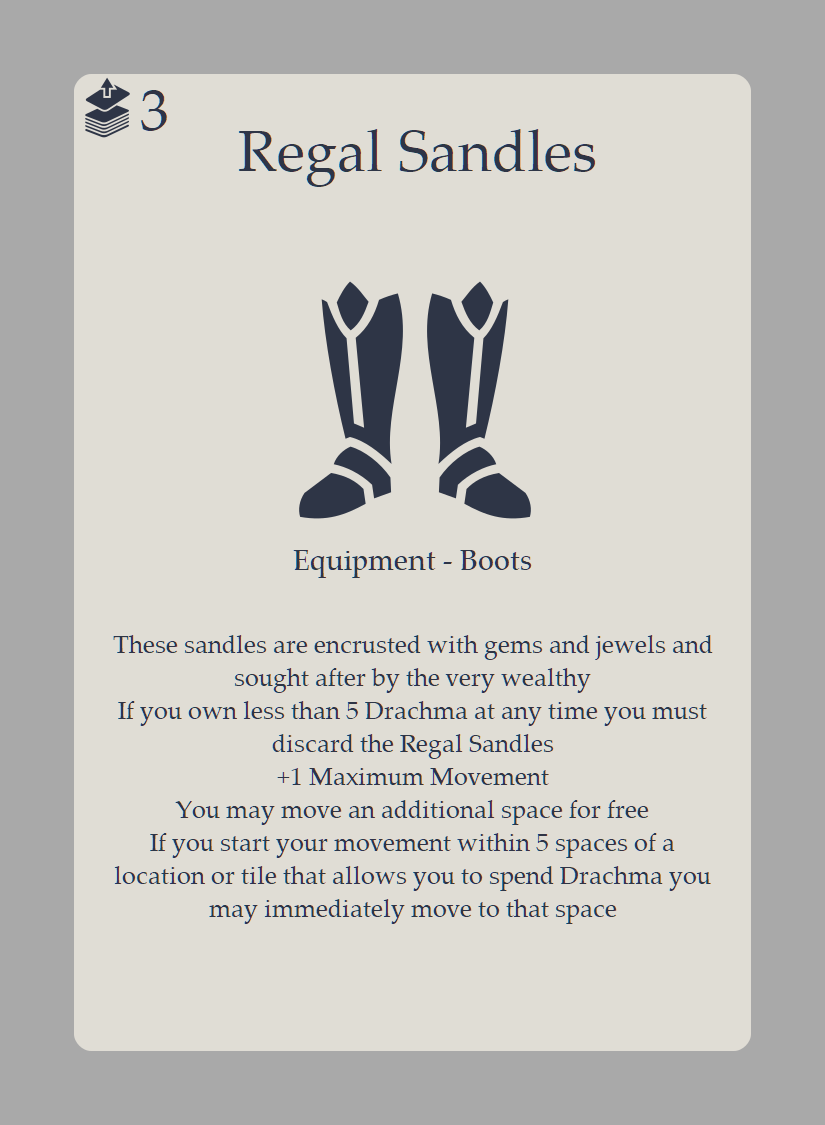 3
Regal Sandles
Equipment - Boots
These sandles are encrusted with gems and jewels and
sought after by the very wealthy
If you own less than 5 Drachma at any time you must
discard the Regal Sandles
+1 Maximum Movement
You may move an additional space for free
If you start your movement within 5 spaces of a
location or tile that allows you to spend Drachma you
may immediately move to that space